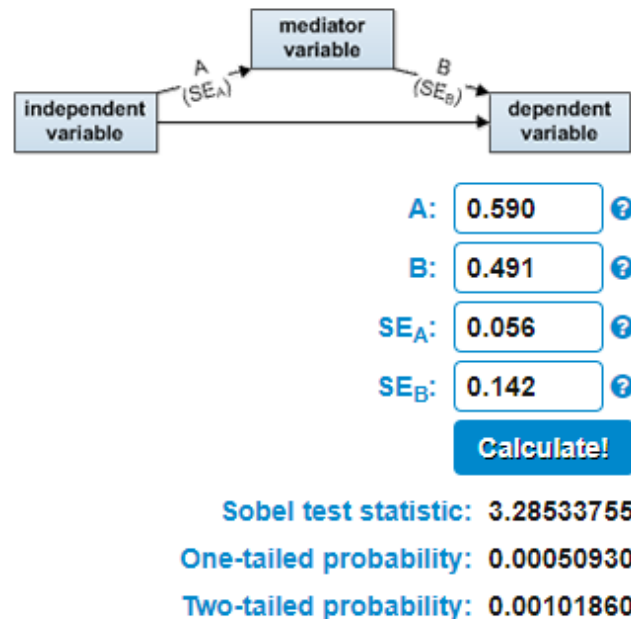 mediator
variable
A
(SEA)
B
(SEB)
independent
variable
dependent
variable
A: 0.590
B: 0.491
SEA: 0.056
SEB: 0.142
Calculate!
Sobel test statistic: 3.28533755
One-tailed probability: 0.00050930
Two-tailed probability: 0.00101860